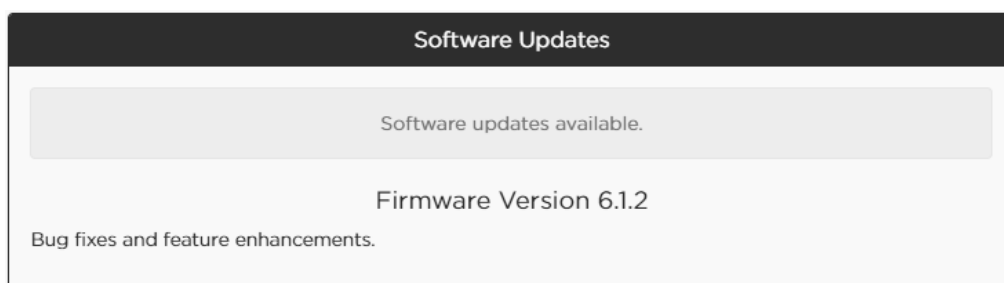 Software Updates
Software updates available.
Firmware Version 6.1.2
Bug fixes and feature enhancements.